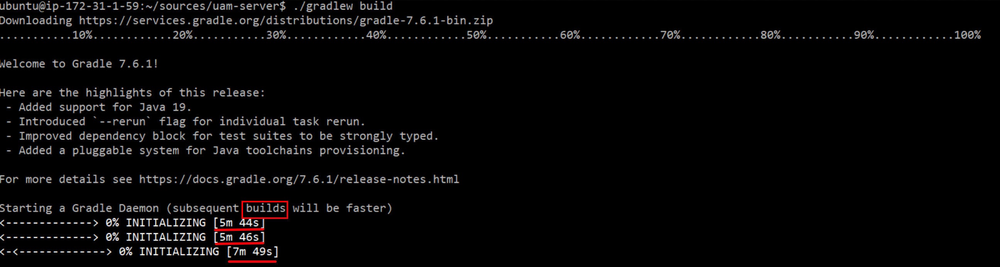 ubuntu@ip-172-31-1-59:~/sources/uam-server$ ./gradlew build
Downloading https://services.gradle.org/distributions/gradle-7.6.1-bin.zip
...........10%............20%...........30%............40%............50%...........60%............70%............80%...........90%............100%
Welcome to Gradle 7.6.1!
Here are the highlights of this release:
 - Added support for Java 19.
 - Introduced `--rerun` flag for individual task rerun.
 - Improved dependency block for test suites to be strongly typed.
 - Added a pluggable system for Java toolchains provisioning.
For more details see https://docs.gradle.org/7.6.1/release-notes.html
Starting a Gradle Daemon (subsequent builds will be faster)
<-------------> 0% INITIALIZING [5m 44s]
<-------------> 0% INITIALIZING [5m 46s]
<-<-------------> 0% INITIALIZING [7m 49s]